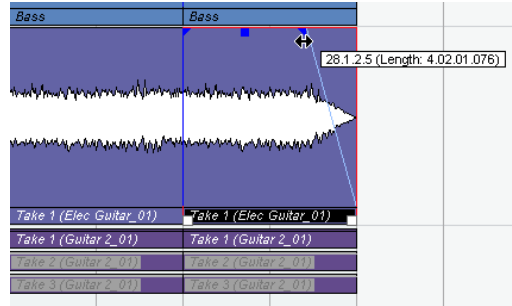 Bass Bass
28.1.2.5 (Length: 4.02.01.076)
Take 1 (Elec Guitar_01) Take 1 (Elec Guitar_01)
Take 1 (Guitar 2_01) Take 1 (Guitar 2_01)
Take 2 (Guitar 2_01) Take 2 (Guitar 2_01)
Take 3 (Guitar 2_01) Take 3 (Guitar 2_01)